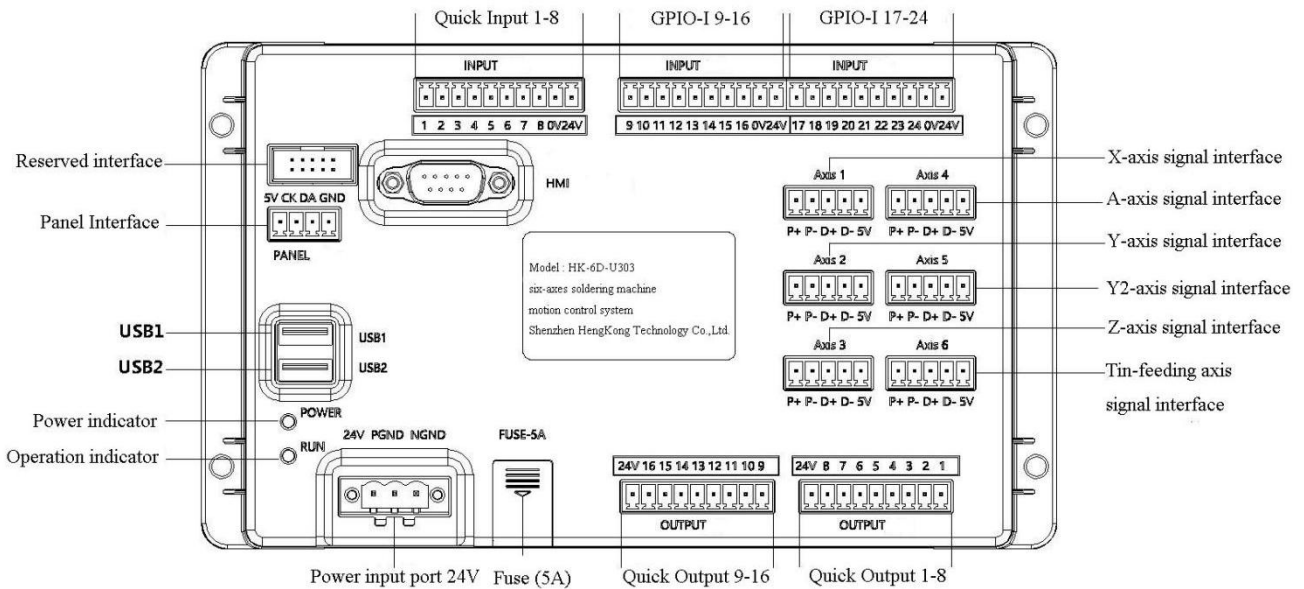 Quick Input 1-8
GPIO-I 9-16
GPIO-I 17-24
INPUT
INPUT
INPUT
1 2 3 4 5 6 7 8 0V24V
9 10 11 12 13 14 15 16 0V24V
17 18 19 20 21 22 23 24 0V24V
Reserved interface
HMI
5V CK DA GND
Panel Interface
PANEL
X-axis signal interface
Axis 1
Axis 4
A-axis signal interface
P+ P- D+ D- 5V
P+ P- D+ D- 5V
Y-axis signal interface
Axis 2
Axis 5
Y2-axis signal interface
P+ P- D+ D- 5V
P+ P- D+ D- 5V
Z-axis signal interface
Axis 3
Axis 6
Tin-feeding axis
signal interface
P+ P- D+ D- 5V
P+ P- D+ D- 5V
Model : HK-6D-U303
six-axes soldering machine
motion control system
Shenzhen HengKong Technology Co.,Ltd
USB1
USB1
USB2
USB2
Power indicator
POWER
Operation indicator
RUN
24V PGND NGND
FUSE-5A
24V 16 15 14 13 12 11 10 9
24V 8 7 6 5 4 3 2 1
OUTPUT
OUTPUT
Power input port 24V
Fuse (5A)
Quick Output 9-16
Quick Output 1-8